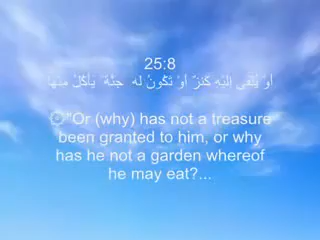 25:8
أَوْ يُلْقَى إِلَيْهِ كَنزٌ أَوْ تَكُونُ لَه جَنَّةٌ يَأْكُلُ مِنْهَا
۞"Or (why) has not a treasure
been granted to him, or why
has he not a garden whereof
he may eat?...